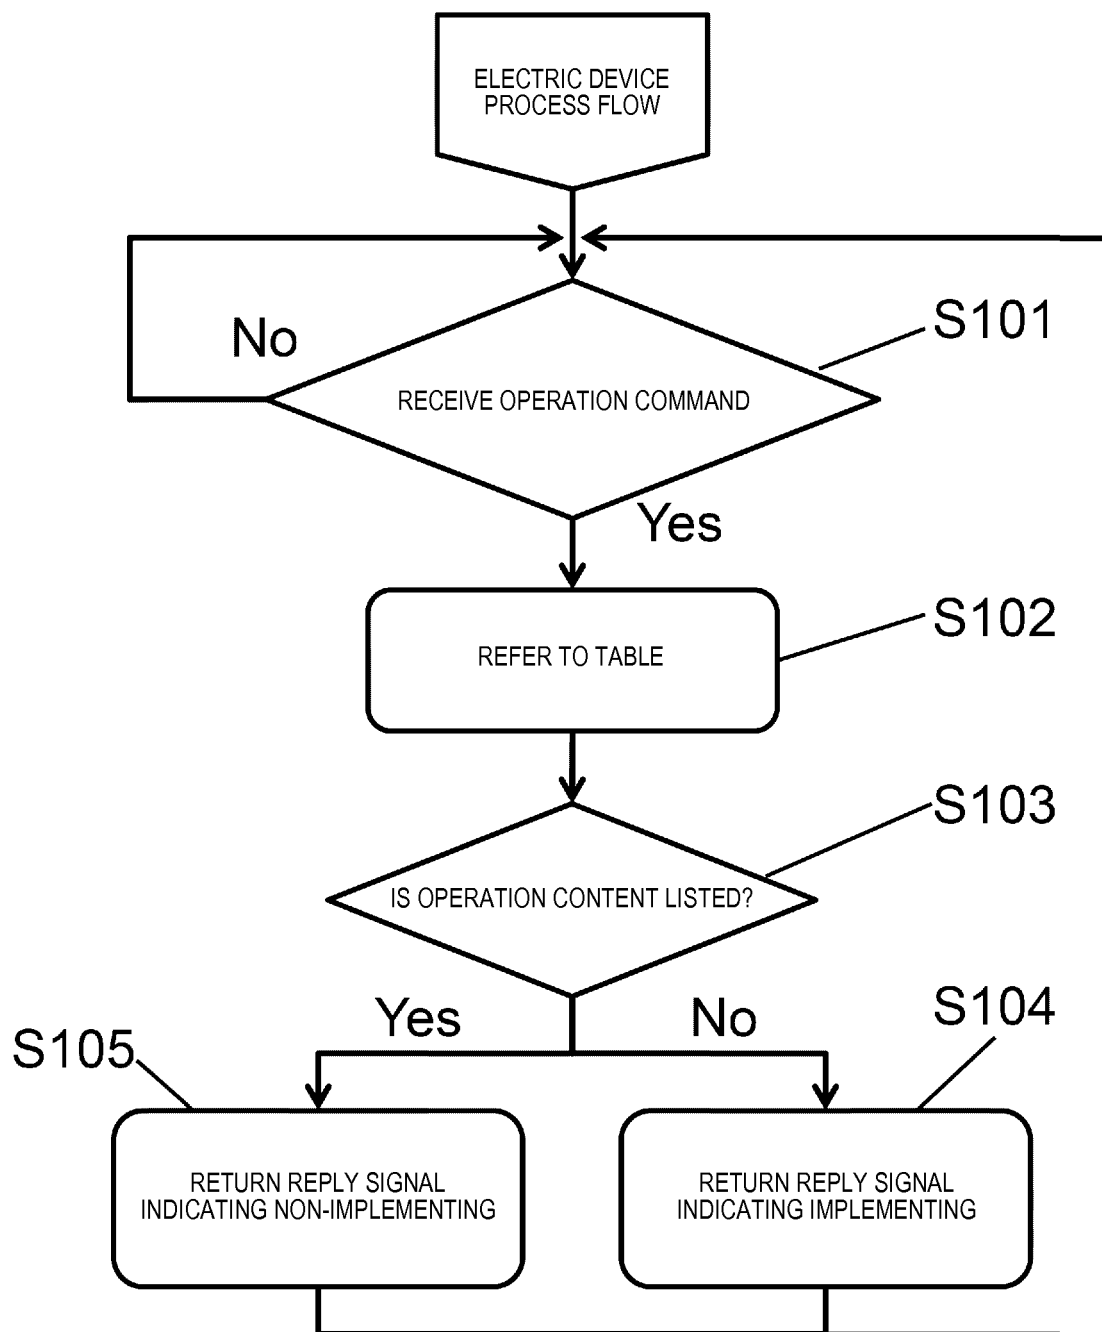 ELECTRIC DEVICE
PROCESS FLOW
S101
No
RECEIVE OPERATION COMMAND
Yes
S102
REFER TO TABLE
S103
IS OPERATION CONTENT LISTED?
Yes
No
S104
S105
RETURN REPLY SIGNAL
INDICATING NON-IMPLEMENTING
RETURN REPLY SIGNAL
INDICATING IMPLEMENTING